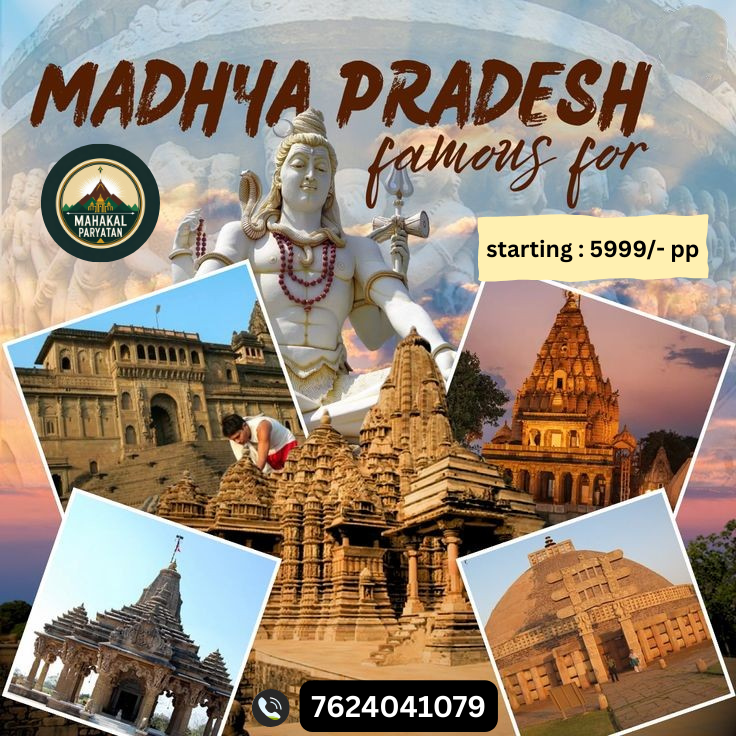 MADHYA PRADESH
famous for
MAHAKAL
PARYATAN
starting : 5999/- pp
7624041079